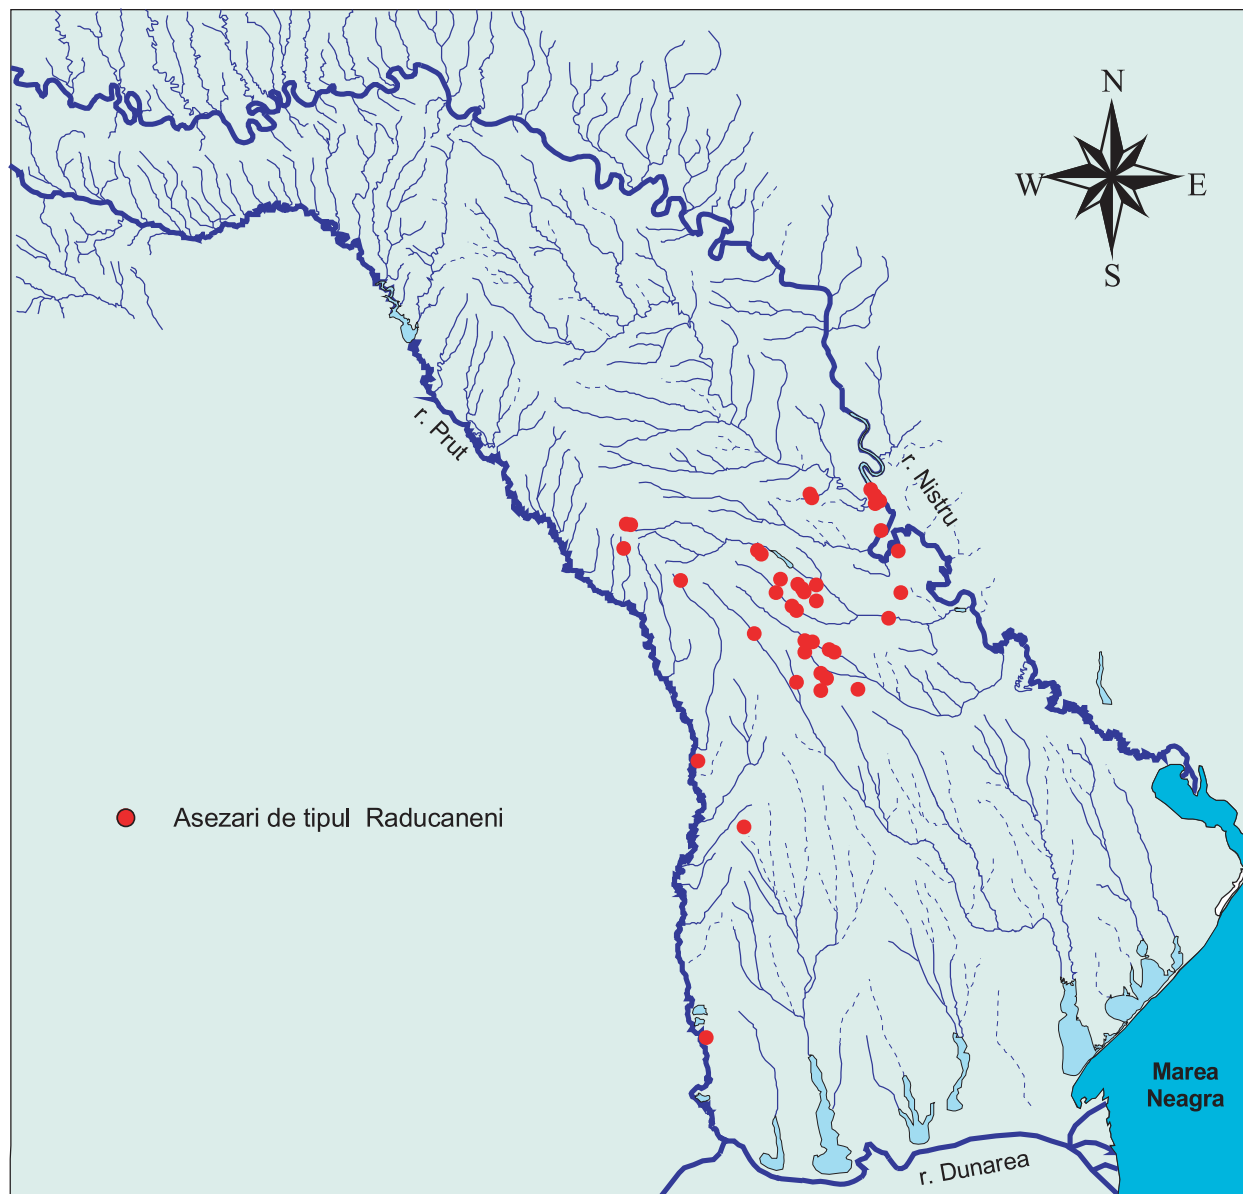 N
W
E
S
r. Prut
r. Nistru
Asezari de tipul Raducaneni
Marea
Neagra
r. Dunarea